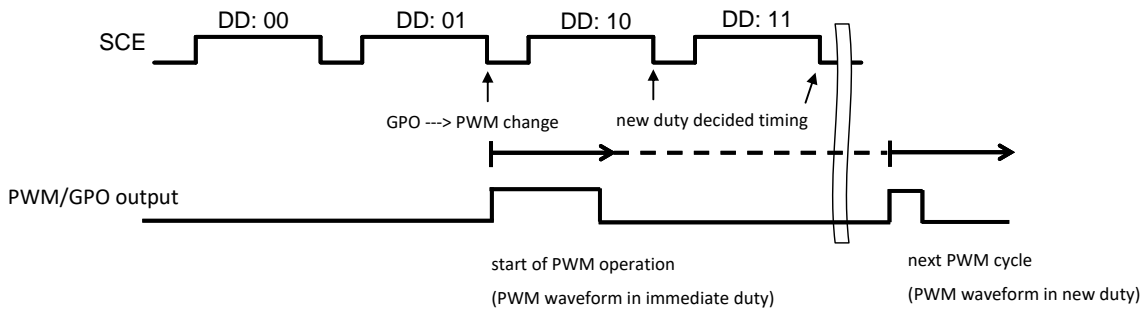 DD: 00 DD: 01 DD: 10 DD: 11
SCE
GPO ---> PWM change new duty decided timing
PWM/GPO output
start of PWM operation next PWM cycle
(PWM waveform in immediate duty) (PWM waveform in new duty)